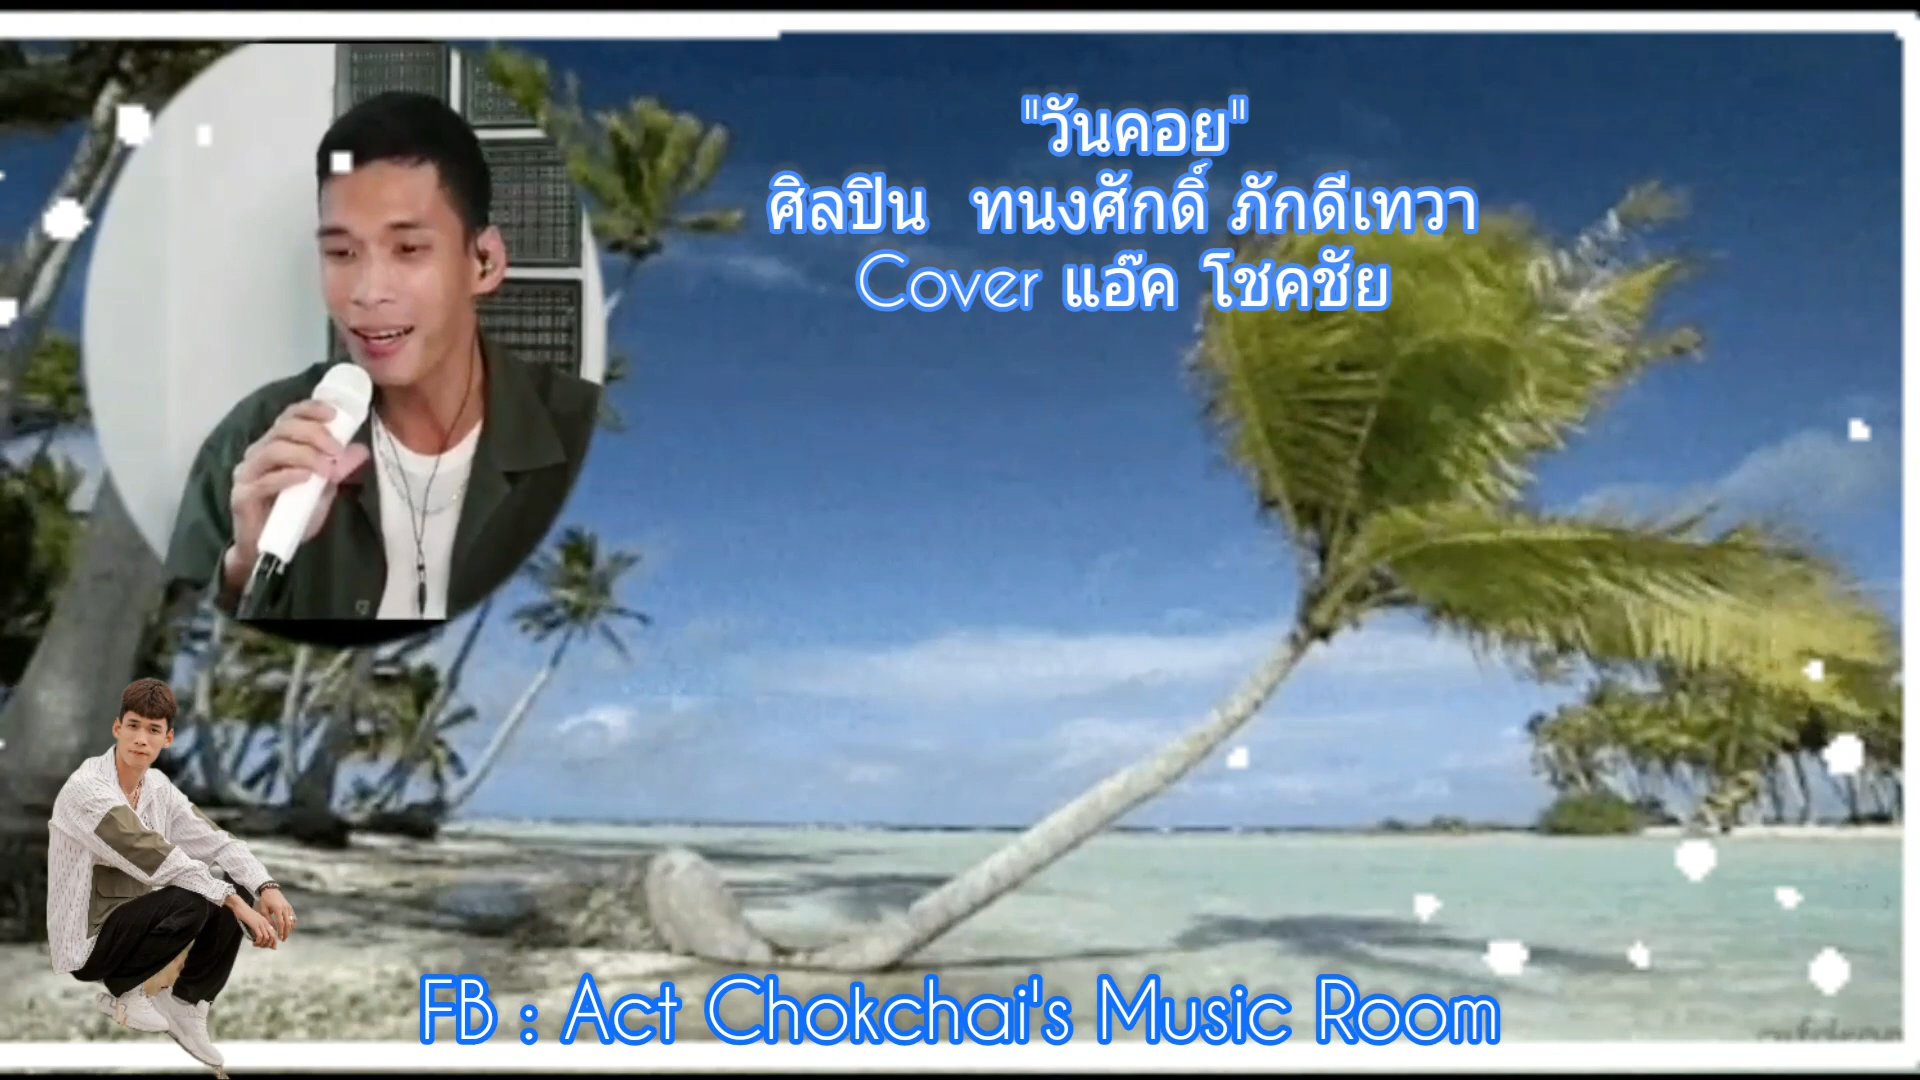 "วันคอย"
ศิลปิน ทนงศักดิ์ ภักดีเทวา
Cover แอ๊ค โชคชัย
FB : Act Chokchai's Music Room